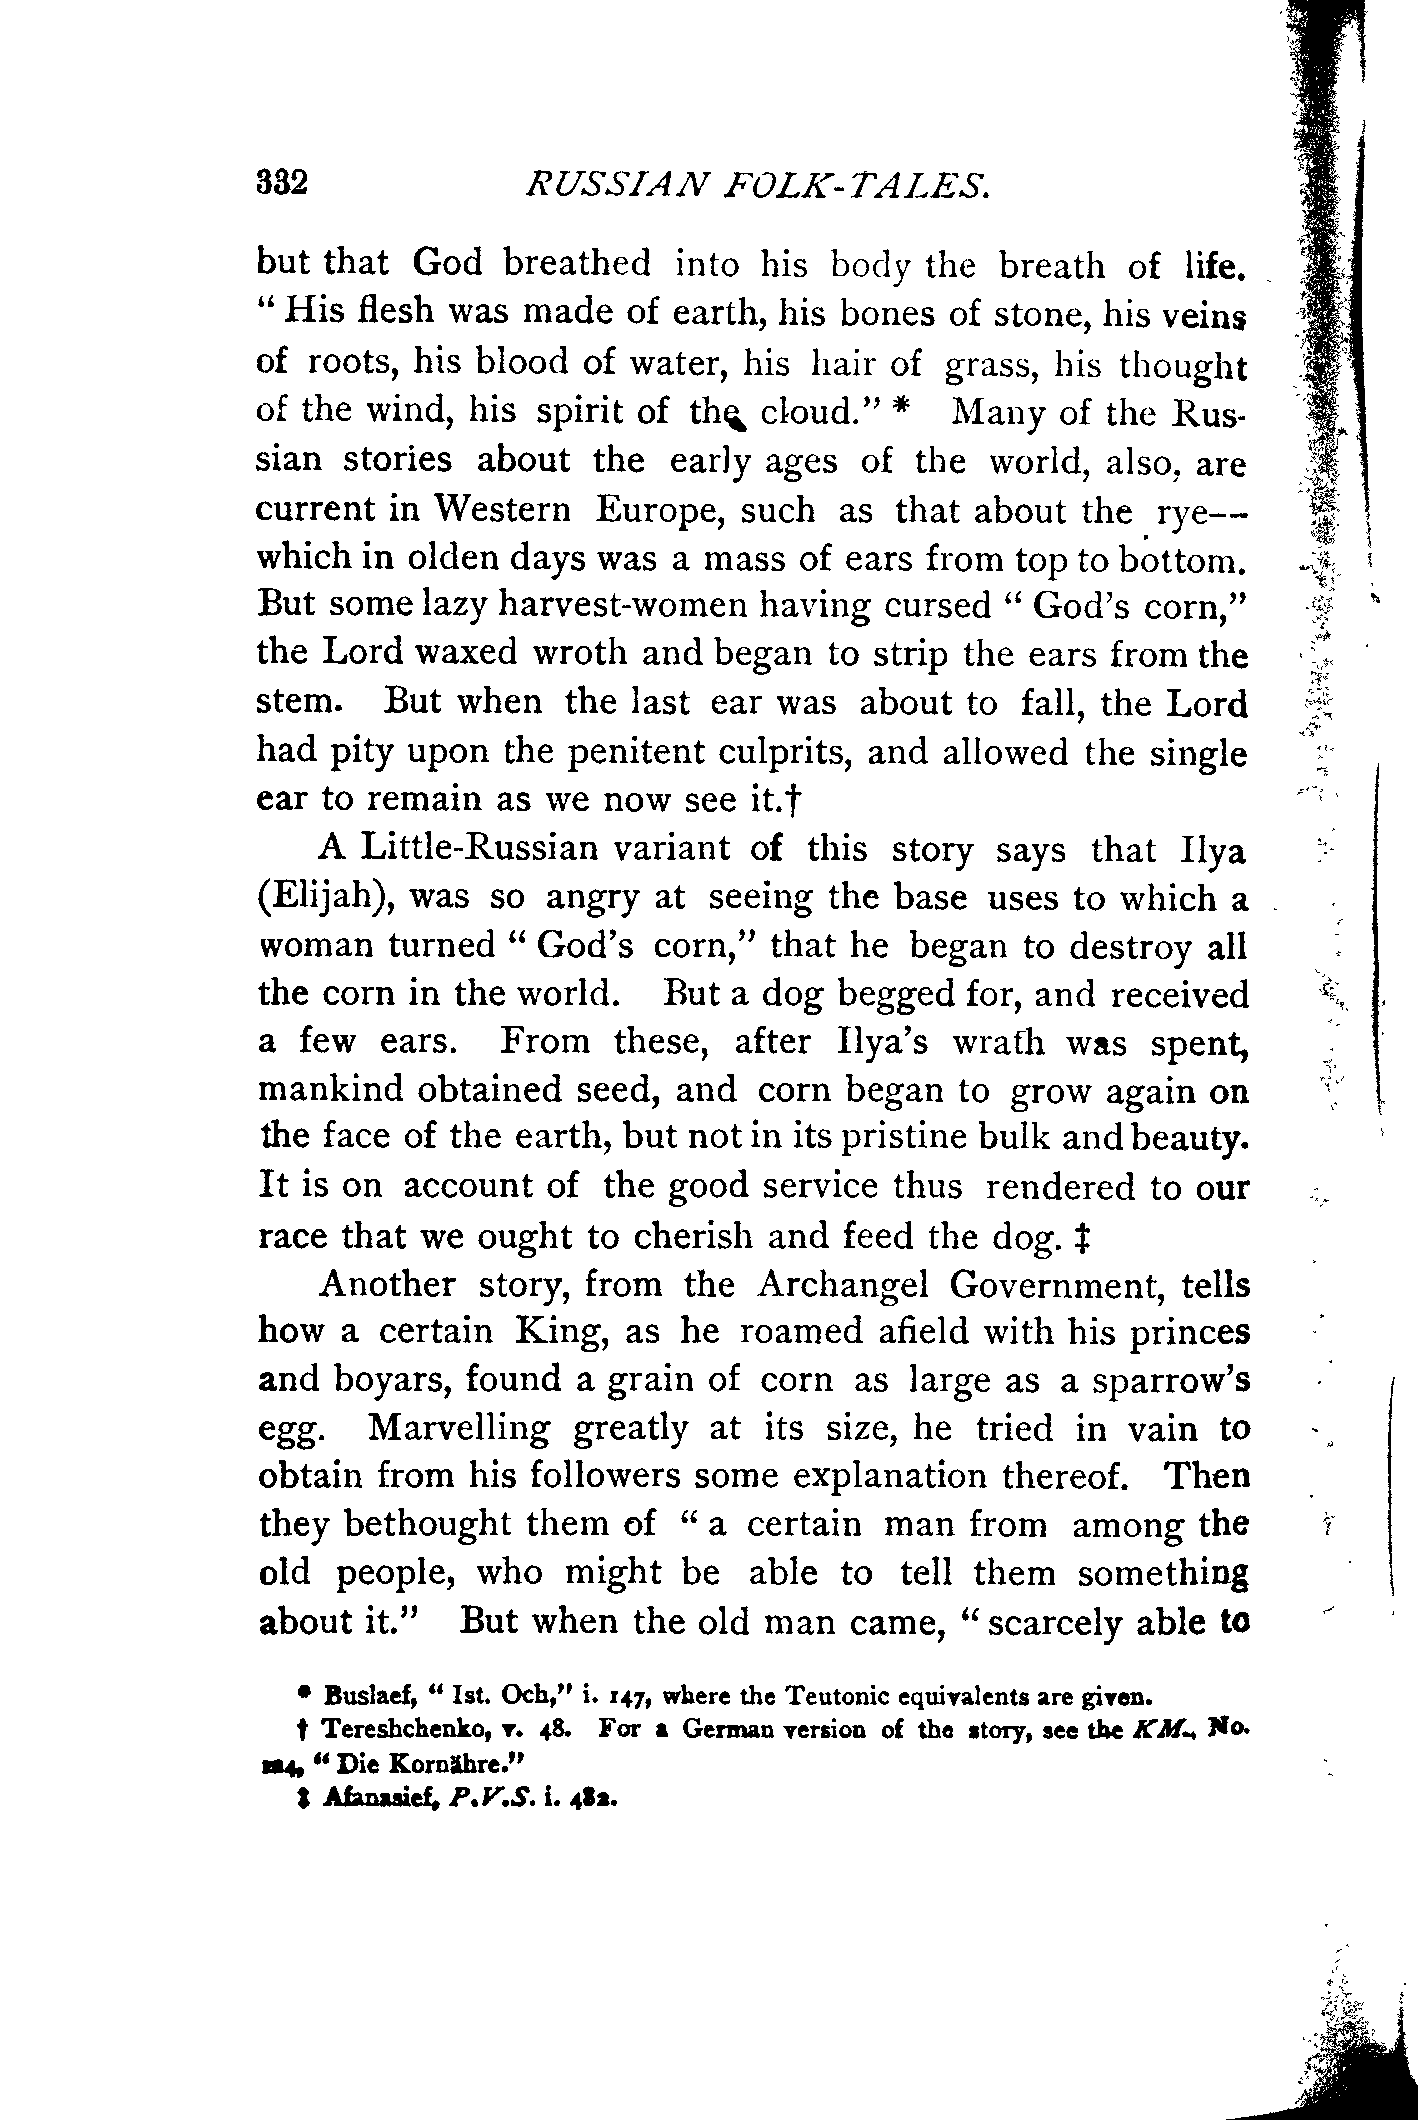 332 RUSSIAN FOLK-TALES.
but that God breathed into his body the breath of life.
“ His flesh was made of earth, his bones of stone, his veins
of roots, his blood of water, his hair of grass, his thought
of the wind, his spirit of the cloud.” * Many of the Rus-
sian stories about the early ages of the world, also, are
current in Western Europe, such as that about the rye—
which in olden days was a mass of ears from top to bottom.
But some lazy harvest-women having cursed “ God’s corn,”
the Lord waxed wroth and began to strip the ears from the
stem. But when the last ear was about to fall, the Lord
had pity upon the penitent culprits, and allowed the single
ear to remain as we now see it.†
A Little-Russian variant of this story says that Ilya
(Elijah), was so angry at seeing the base uses to which a
woman turned “ God’s corn,” that he began to destroy all
the corn in the world. But a dog begged for, and received
a few ears. From these, after Ilya’s wrath was spent,
mankind obtained seed, and corn began to grow again on
the face of the earth, but not in its pristine bulk and beauty.
It is on account of the good service thus rendered to our
race that we ought to cherish and feed the dog. ‡
Another story, from the Archangel Government, tells
how a certain King, as he roamed afield with his princes
and boyars, found a grain of corn as large as a sparrow’s
egg. Marvelling greatly at its size, he tried in vain to
obtain from his followers some explanation thereof. Then
they bethought them of “ a certain man from among the
old people, who might be able to tell them something
about it.” But when the old man came, “ scarcely able to
* Buslaef, “ Ist. Och,” i. 147, where the Teutonic equivalents are given.
† Tereshchenko, v. 48. For a German version of the story, see the KM., No.
“ Die Kornähre.”
‡ Afanasief, P.V.S. i. 482.